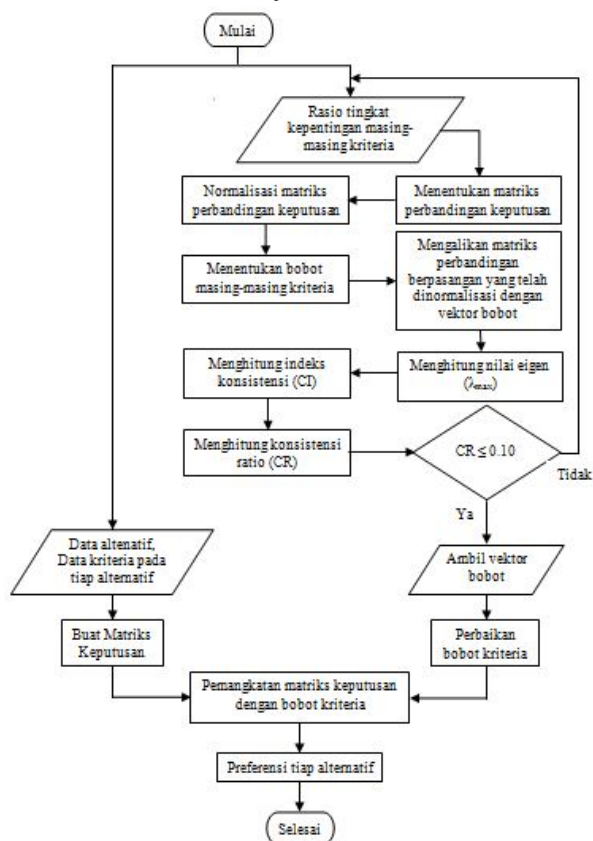 Mulai
Rasio tingkat
kepentingan masing-
masing kriteria
Normalisasi matriks
perbandingan keputusan
Menentukan matriks
perbandingan keputusan
Menentukan bobot
masing-masing kriteria
Mengalikan matriks
perbandingan
berpasangan yang telah
dinormalisasi dengan
vektor bobot
Menghitung indeks
konsistensi (CI)
Menghitung nilai eigen
(λmax)
Menghitung konsistensi
ratio (CR)
CR ≤ 0.10
Tidak
Ya
Data altenatif,
Data kriteria pada
tiap alternatif
Ambil vektor
bobot
Buat Matriks
Keputusan
Perbaikan
bobot kriteria
Pemangkatan matriks keputusan
dengan bobot kriteria
Preferensi tiap alternatif
Selesai